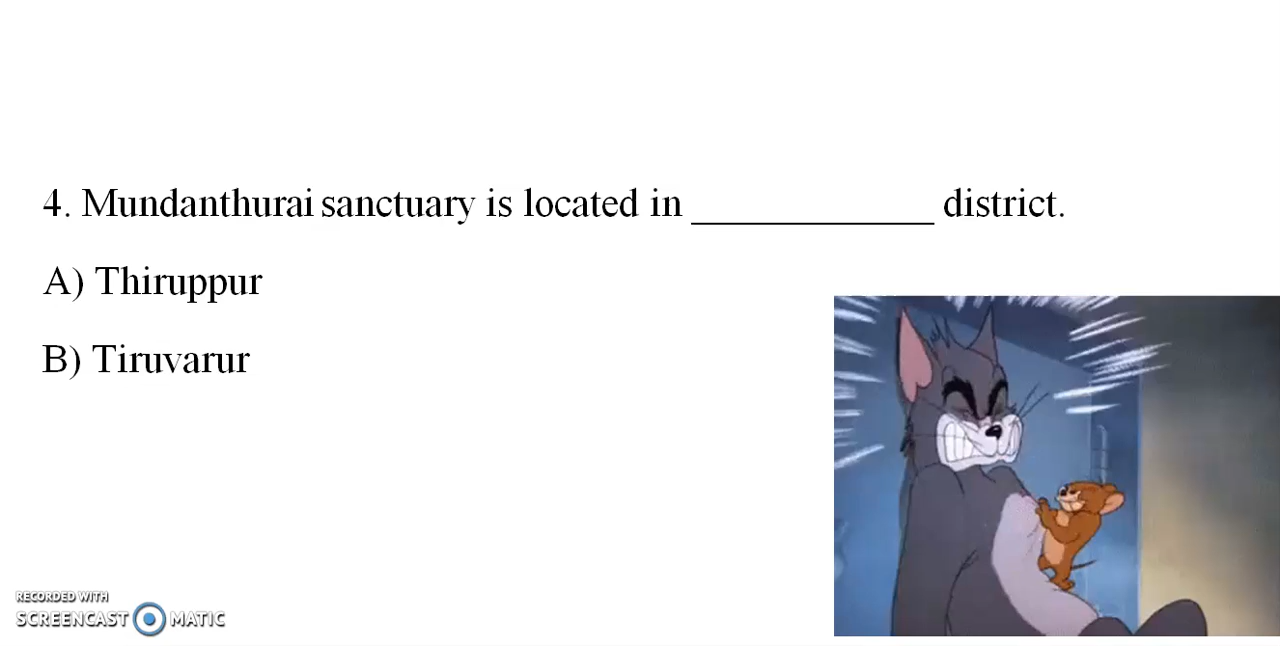 4. Mundanthurai sanctuary is located in ____________ district.
A) Thiruppur
B) Tiruvarur
RECORDED WITH
SCREENCAST MATIC